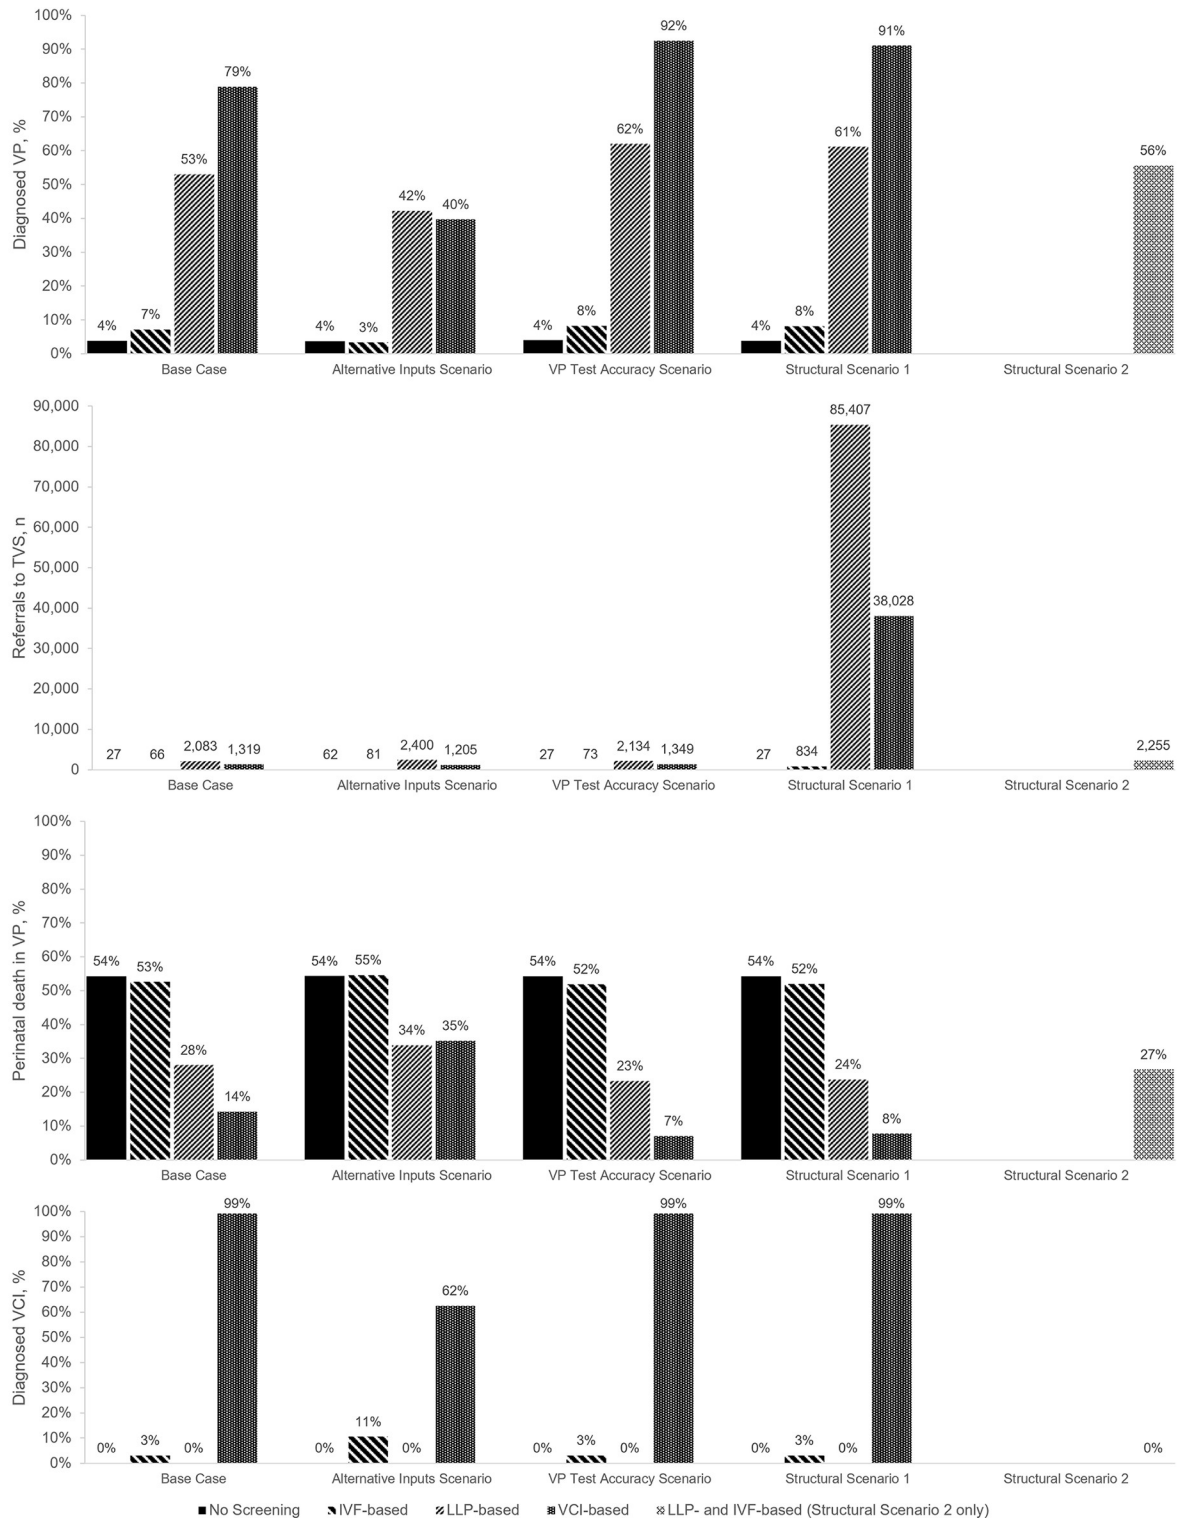 100%
90%
80%
70%
60%
50%
40%
30%
20%
10%
0%
Diagnosed VP, %
4% 7% 53% 79%
4% 3% 42% 40%
4% 8% 62% 92%
4% 8% 61% 91%
56%
Base Case Alternative Inputs Scenario VP Test Accuracy Scenario Structural Scenario 1 Structural Scenario 2
90,000
80,000
70,000
60,000
50,000
40,000
30,000
20,000
10,000
0
Referrals to TVS, n
27 66 2,083 1,319
62 81 2,400 1,205
27 73 2,134 1,349
27 834 85,407 38,028
2,255
Base Case Alternative Inputs Scenario VP Test Accuracy Scenario Structural Scenario 1 Structural Scenario 2
100%
90%
80%
70%
60%
50%
40%
30%
20%
10%
0%
Perinatal death in VP, %
54% 53% 28% 14%
54% 55% 34% 35%
54% 52% 23% 7%
54% 52% 24% 8%
27%
Base Case Alternative Inputs Scenario VP Test Accuracy Scenario Structural Scenario 1 Structural Scenario 2
100%
90%
80%
70%
60%
50%
40%
30%
20%
10%
0%
Diagnosed VCI, %
0% 3% 0% 99%
0% 11% 0% 62%
0% 3% 0% 99%
0% 3% 0% 99%
0%
Base Case Alternative Inputs Scenario VP Test Accuracy Scenario Structural Scenario 1 Structural Scenario 2
No Screening IVF-based LLP-based VCI-based LLP- and IVF-based (Structural Scenario 2 only)